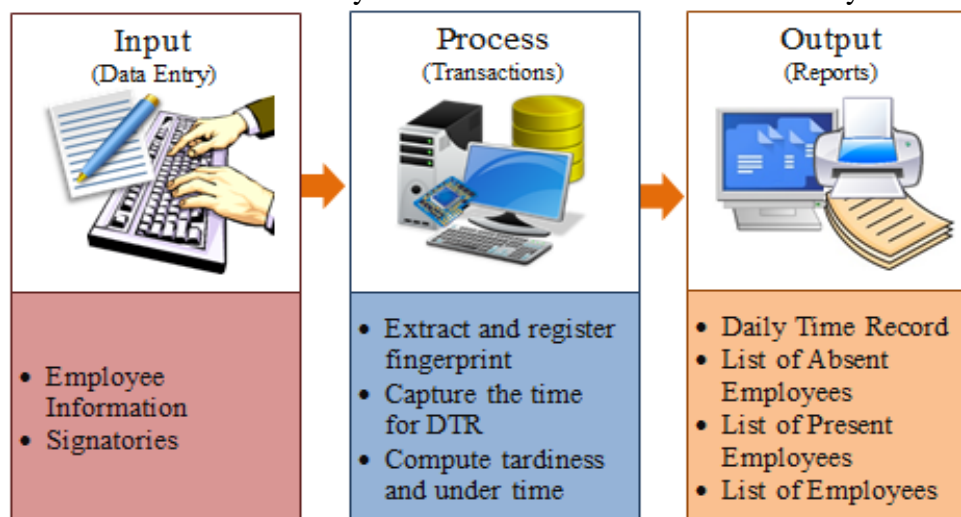 Input
(Data Entry)
Process
(Transactions)
Output
(Reports)
• Employee
Information
• Signatories
• Extract and register
fingerprint
• Capture the time
for DTR
• Compute tardiness
and under time
• Daily Time Record
• List of Absent
Employees
• List of Present
Employees
• List of Employees